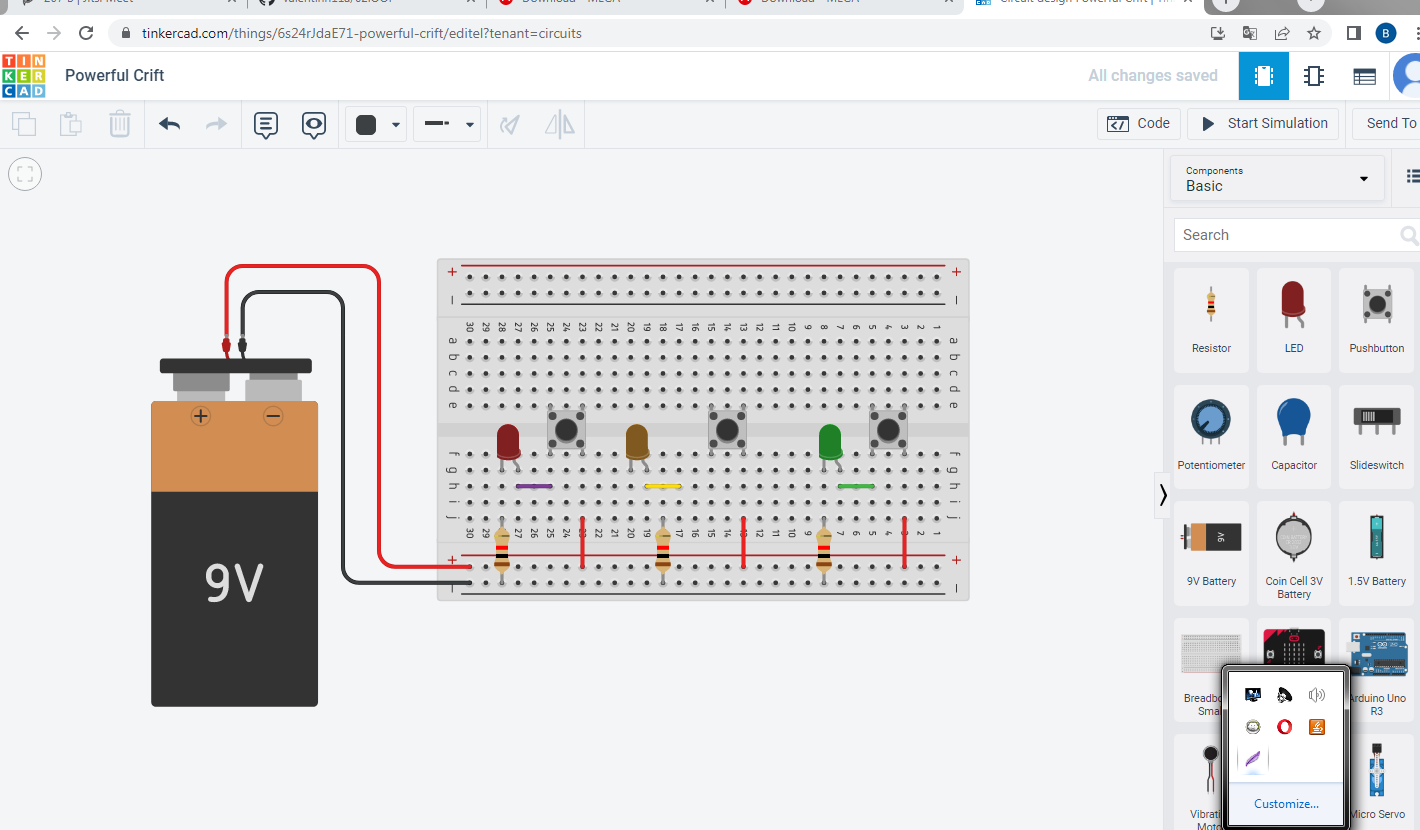 tinkercad.com/things/6s24rJdaE71-powerful-crift/editel?tenant=circuits
B
TIN
KER
CAD
Powerful Crift
All changes saved
Code
Start Simulation
Send To
Components
Basic
Search
Resistor
LED
Pushbutton
Potentiometer
Capacitor
Slideswitch
9V
9V Battery
Coin Cell 3V
Battery
1.5V Battery
Arduino Uno
R3
Micro Servo
Customize...
+ −
9V
+ +
− −
30 29 28 27 26 25 24 23 22 21 20 19 18 17 16 15 14 13 12 11 10 9 8 7 6 5 4 3 2 1
a a
b b
c c
d d
e e
f f
g g
h h
i i
j j
+ +
−